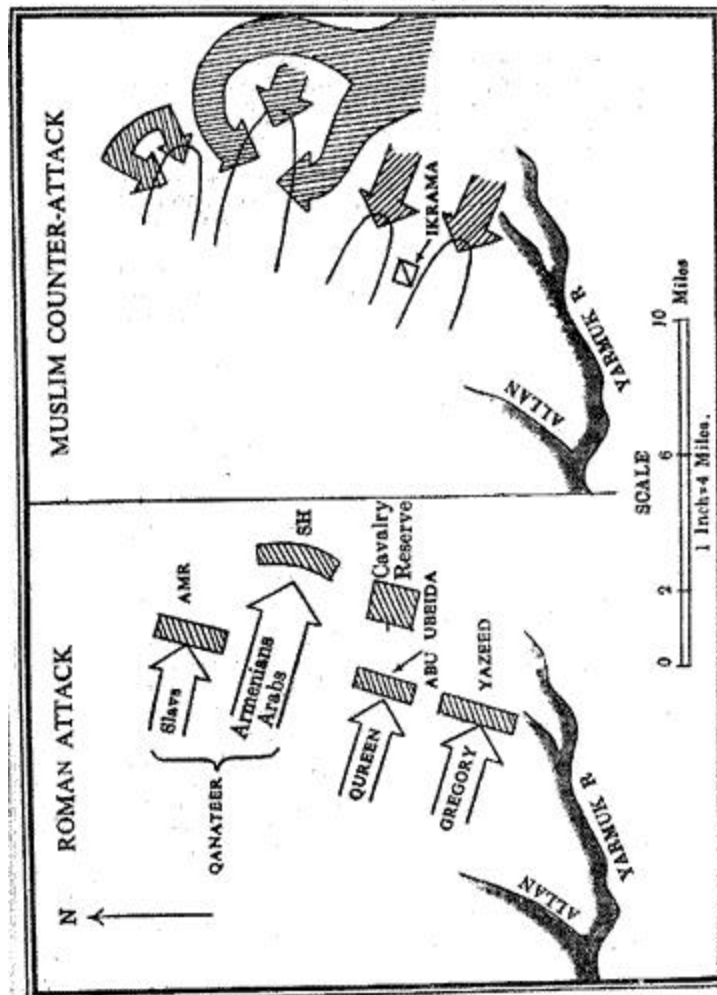 N
ROMAN ATTACK
QANATEER
Slavs
AMR
Armenians
Arabs
SH
QUREEN
ABU UBEIDA
Cavalry
Reserve
GREGORY
YAZEED
ALLAN
YARMUK R
MUSLIM COUNTER-ATTACK
IKRAMA
ALLAN
YARMUK R
SCALE
0 2 6 10 Miles
1 Inch=4 Miles.